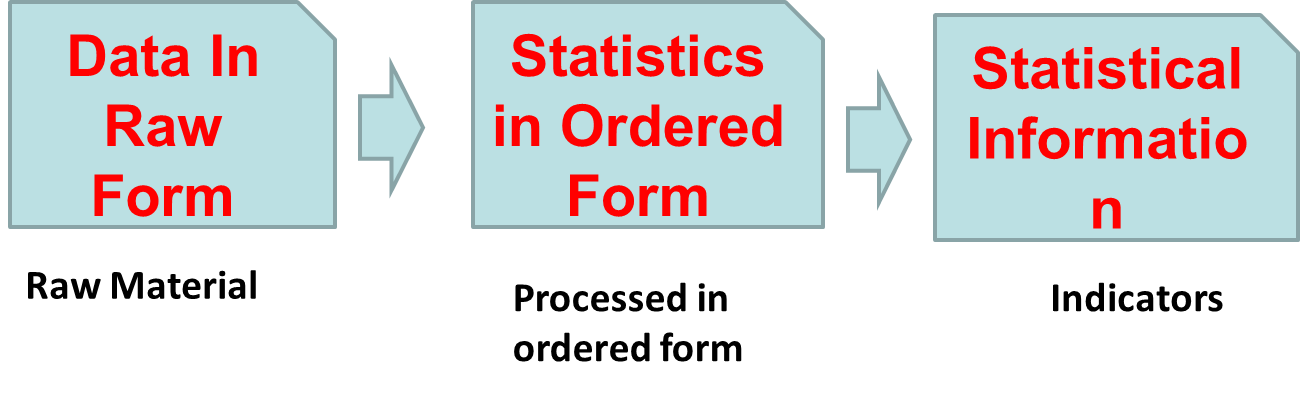 Data In
Raw
Form
Statistics
in Ordered
Form
Statistical
Informatio
n
Raw Material
Processed in
ordered form
Indicators